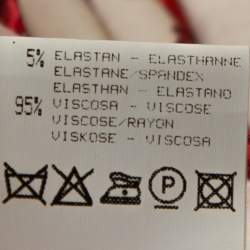 5% ELASTAN - ELASTHANNE
ELASTANE/SPANDEX
ELASTHAN - ELASTANO
95% VISCOSA - VISCOSE
VISCOSE/RAYON
VISKOSE - VISCOSA
P